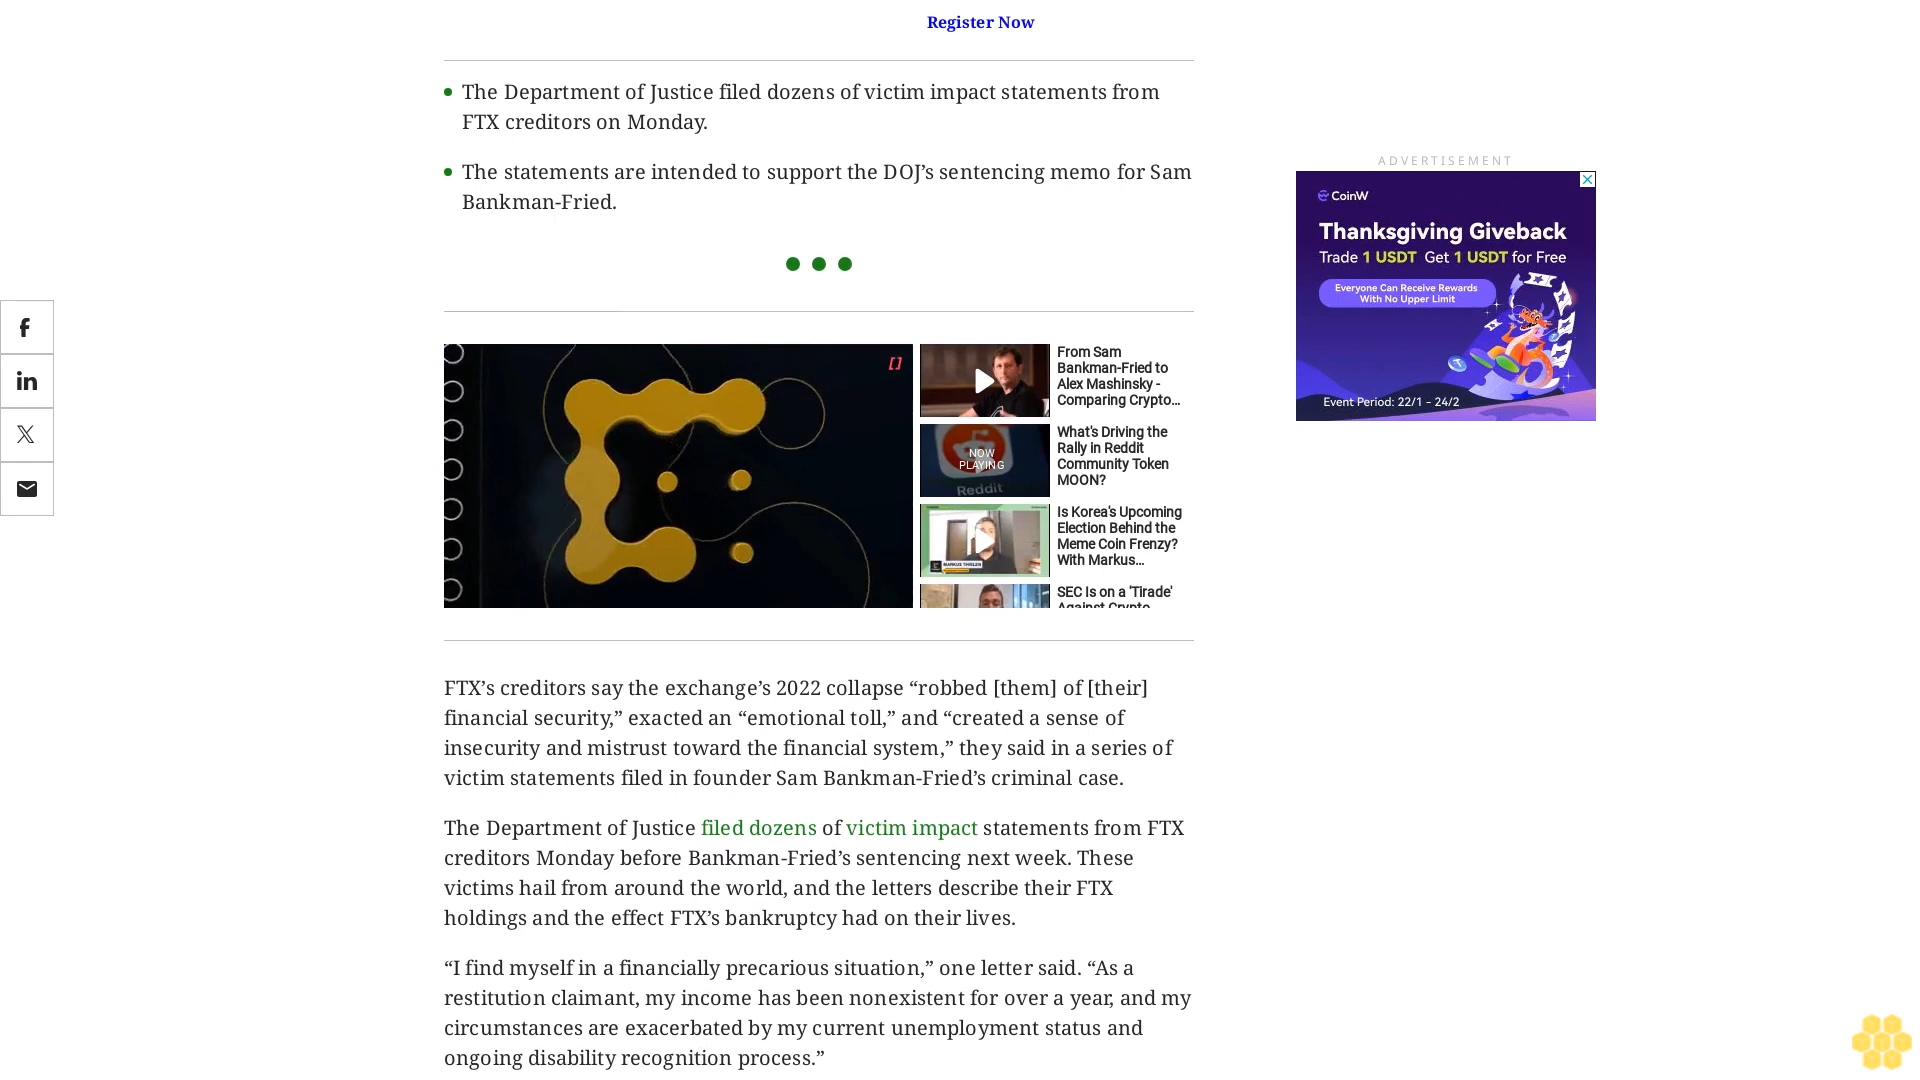 Register Now
The Department of Justice filed dozens of victim impact statements from
FTX creditors on Monday.
The statements are intended to support the DOJ’s sentencing memo for Sam
Bankman-Fried.
ADVERTISEMENT
CoinW
Thanksgiving Giveback
Trade 1 USDT Get 1 USDT for Free
Everyone Can Receive Rewards
With No Upper Limit
Event Period: 22/1 - 24/2
From Sam
Bankman-Fried to
Alex Mashinsky -
Comparing Crypto...
NOW
PLAYING
Reddit
What's Driving the
Rally in Reddit
Community Token
MOON?
MARKUS THIELEN
Is Korea's Upcoming
Election Behind the
Meme Coin Frenzy?
With Markus...
SEC Is on a 'Tirade'
Against Crypto
FTX’s creditors say the exchange’s 2022 collapse “robbed [them] of [their]
financial security,” exacted an “emotional toll,” and “created a sense of
insecurity and mistrust toward the financial system,” they said in a series of
victim statements filed in founder Sam Bankman-Fried’s criminal case.
The Department of Justice filed dozens of victim impact statements from FTX
creditors Monday before Bankman-Fried’s sentencing next week. These
victims hail from around the world, and the letters describe their FTX
holdings and the effect FTX’s bankruptcy had on their lives.
“I find myself in a financially precarious situation,” one letter said. “As a
restitution claimant, my income has been nonexistent for over a year, and my
circumstances are exacerbated by my current unemployment status and
ongoing disability recognition process.”